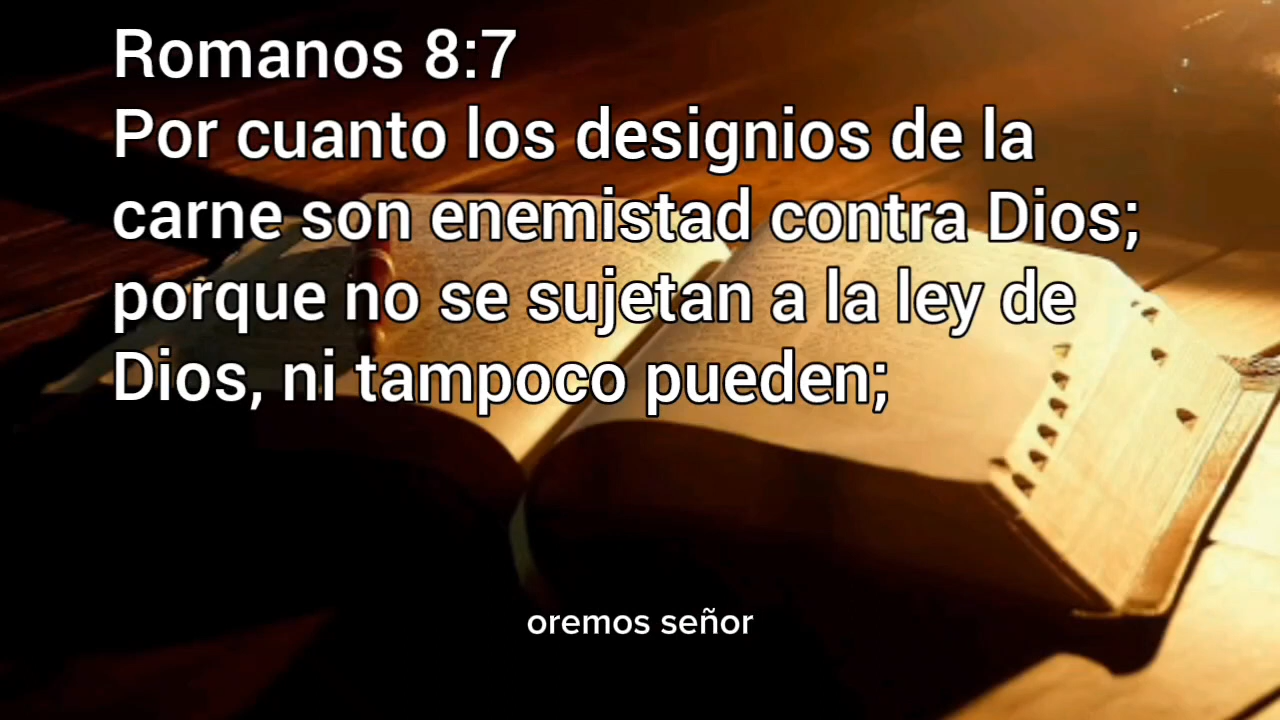 Romanos 8:7
Por cuanto los designios de la
carne son enemistad contra Dios;
porque no se sujetan a la ley de
Dios, ni tampoco pueden;
oremos señor